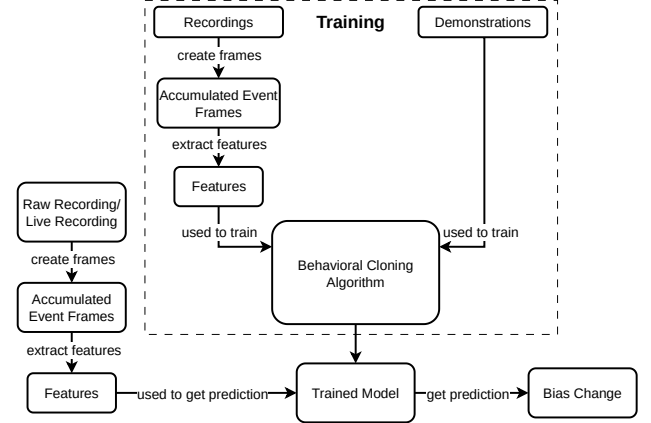 Recordings
Training
Demonstrations
create frames
Accumulated Event
Frames
extract features
Features
used to train
used to train
Behavioral Cloning
Algorithm
Raw Recording/
Live Recording
create frames
Accumulated
Event Frames
extract features
Features
used to get prediction
Trained Model
get prediction
Bias Change